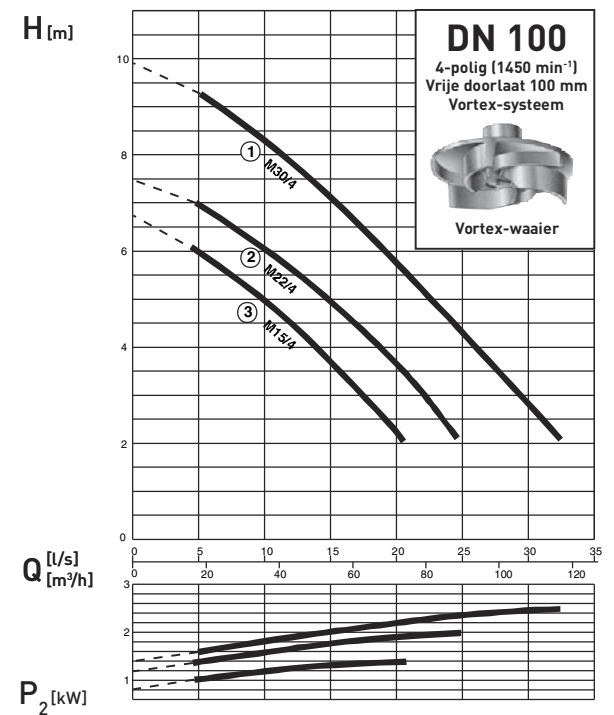 H [m]
DN 100
4-polig (1450 min⁻¹)
Vrije doorlaat 100 mm
Vortex-systeem
Vortex-waaier
10
8
6
4
2
0
1 M30/4
2 M22/4
3 M15/4
0 5 10 15 20 25 30 35
Q [l/s]
[m³/h]
0 20 40 60 80 100 120
3
2
1
P₂ [kW]